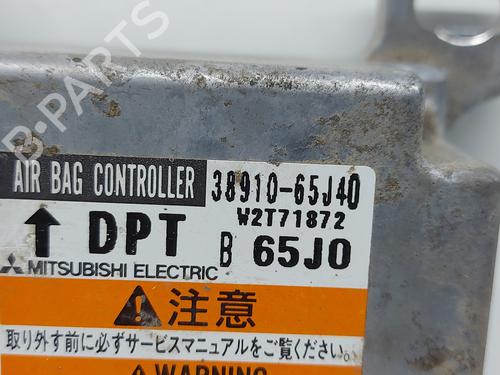 B-PARTS
AIR BAG CONTROLLER 38910-65J40
W2T71872
DPT B 65J0
MITSUBISHI ELECTRIC
注意
取り外す前に必ずサービスマニュアルをご覧ください。
WARNING